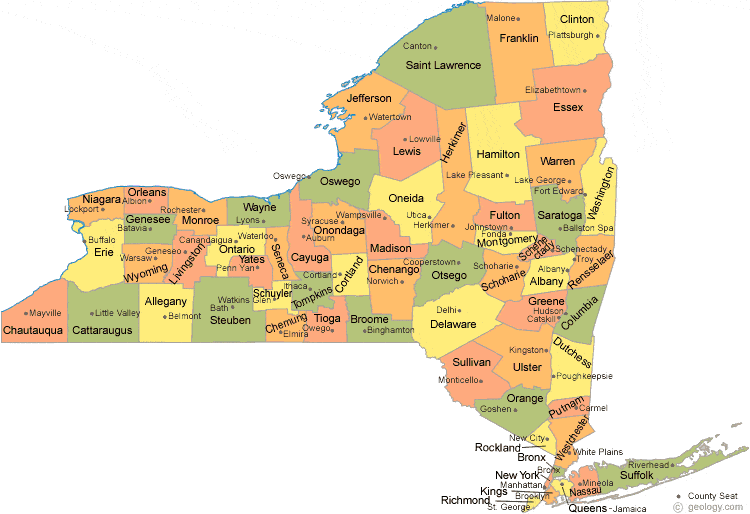 Malone
Clinton
Franklin
Plattsburgh
Canton
Saint Lawrence
Elizabethtown
Essex
Jefferson
Watertown
Lowville
Lewis
Herkimer
Hamilton
Warren
Lake Pleasant
Lake George
Washington
Fort Edward
Oswego
Oswego
Oneida
Niagara
Lockport
Orleans
Albion
Genesee
Batavia
Rochester
Monroe
Wayne
Lyons
Syracuse
Onondaga
Wampsville
Utica
Herkimer
Fulton
Johnstown
Fonda
Montgomery
Saratoga
Ballston Spa
Buffalo
Erie
Warsaw
Wyoming
Geneseo
Livingston
Canandaigua
Ontario
Waterloo
Seneca
Yates
Penn Yan
Auburn
Cayuga
Madison
Cortland
Cortland
Chenango
Norwich
Cooperstown
Otsego
Schoharie
Schoharie
Schene
ctady
Schenectady
Troy
Rensselaer
Albany
Albany
Mayville
Chautauqua
Little Valley
Cattaraugus
Allegany
Belmont
Watkins
Glen
Bath
Steuben
Schuyler
Ithaca
Tompkins
Chemung
Elmira
Tioga
Owego
Broome
Binghamton
Delhi
Delaware
Greene
Hudson
Catskill
Columbia
Sullivan
Monticello
Kingston
Ulster
Dutchess
Poughkeepsie
Orange
Goshen
Putnam
Carmel
New City
Rockland
Westchester
White Plains
Bronx
Bronx
New York
Manhattan
Kings
Brooklyn
Richmond
St. George
Queens
Jamaica
Mineola
Nassau
Riverhead
Suffolk
County Seat
© geology.com